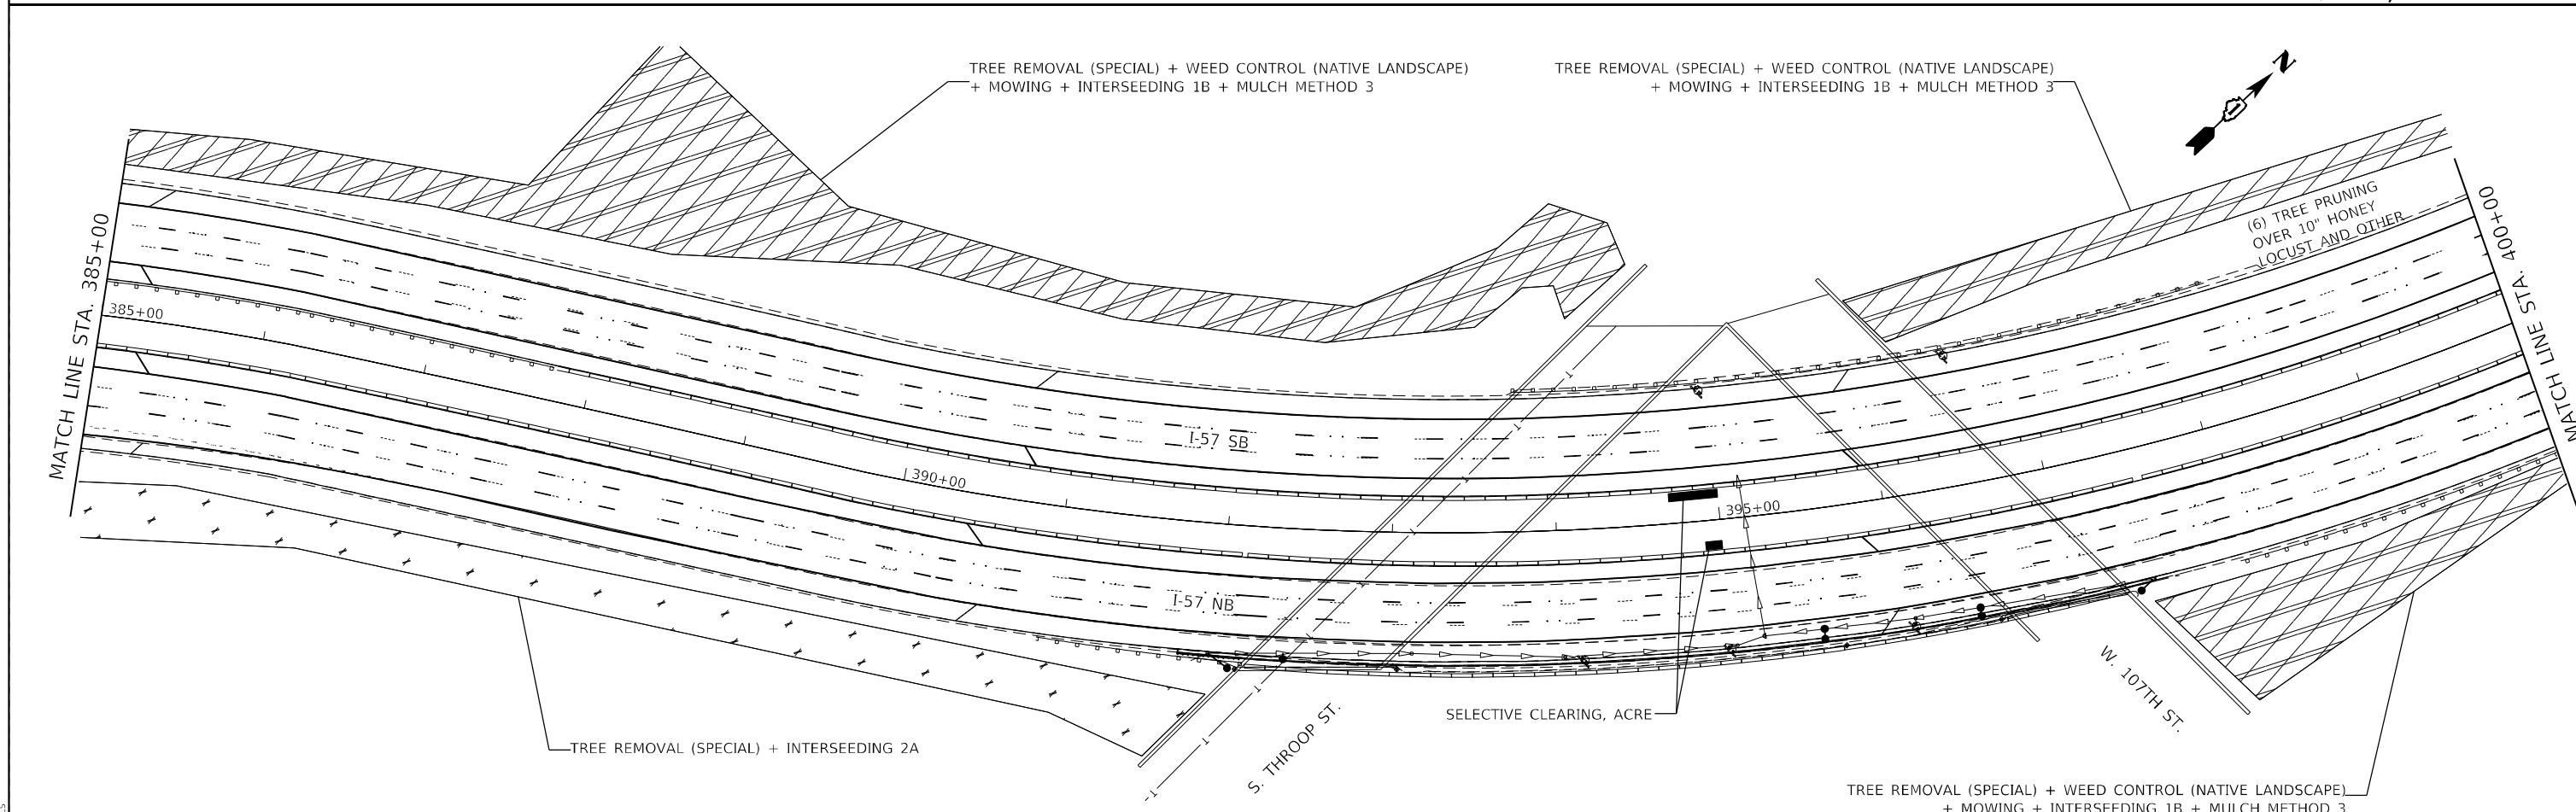 TREE REMOVAL (SPECIAL) + WEED CONTROL (NATIVE LANDSCAPE)
+ MOWING + INTERSEEDING 1B + MULCH METHOD 3
TREE REMOVAL (SPECIAL) + WEED CONTROL (NATIVE LANDSCAPE)
+ MOWING + INTERSEEDING 1B + MULCH METHOD 3
N
(6) TREE PRUNING
OVER 10" HONEY
LOCUST AND OTHER
MATCH LINE STA. 385+00
385+00
MATCH LINE STA. 400+00
I-57 SB
390+00
395+00
I-57 NB
SELECTIVE CLEARING, ACRE
S. THROOP ST.
W. 107TH ST.
TREE REMOVAL (SPECIAL) + INTERSEEDING 2A
TREE REMOVAL (SPECIAL) + WEED CONTROL (NATIVE LANDSCAPE)
+ MOWING + INTERSEEDING 1B + MULCH METHOD 3